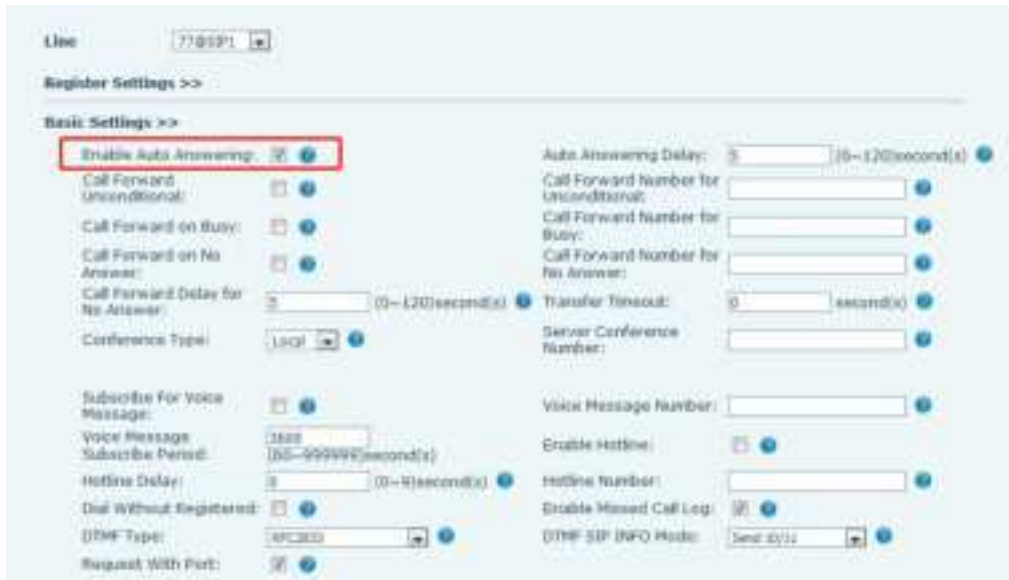 Line 77@SIP1
Register Settings >>
Basic Settings >>
Enable Auto Answering: Auto Answering Delay: 5 (0~120)second(s)
Call Forward Unconditional: Call Forward Number for Unconditional:
Call Forward on Busy: Call Forward Number for Busy:
Call Forward on No Answer: Call Forward Number for No Answer:
Call Forward Delay for No Answer: 5 (0~120)second(s) Transfer Timeout: 0 second(s)
Conference Type: Local Server Conference Number:
Subscribe For Voice Message: Voice Message Number:
Voice Message Subscribe Period: 3600 (60~999999)second(s) Enable Hotline:
Hotline Delay: 0 (0~9)second(s) Hotline Number:
Dial Without Registered: Enable Missed Call Log:
DTMF Type: RFC2833 DTMF SIP INFO Mode: Send
Request With Port: